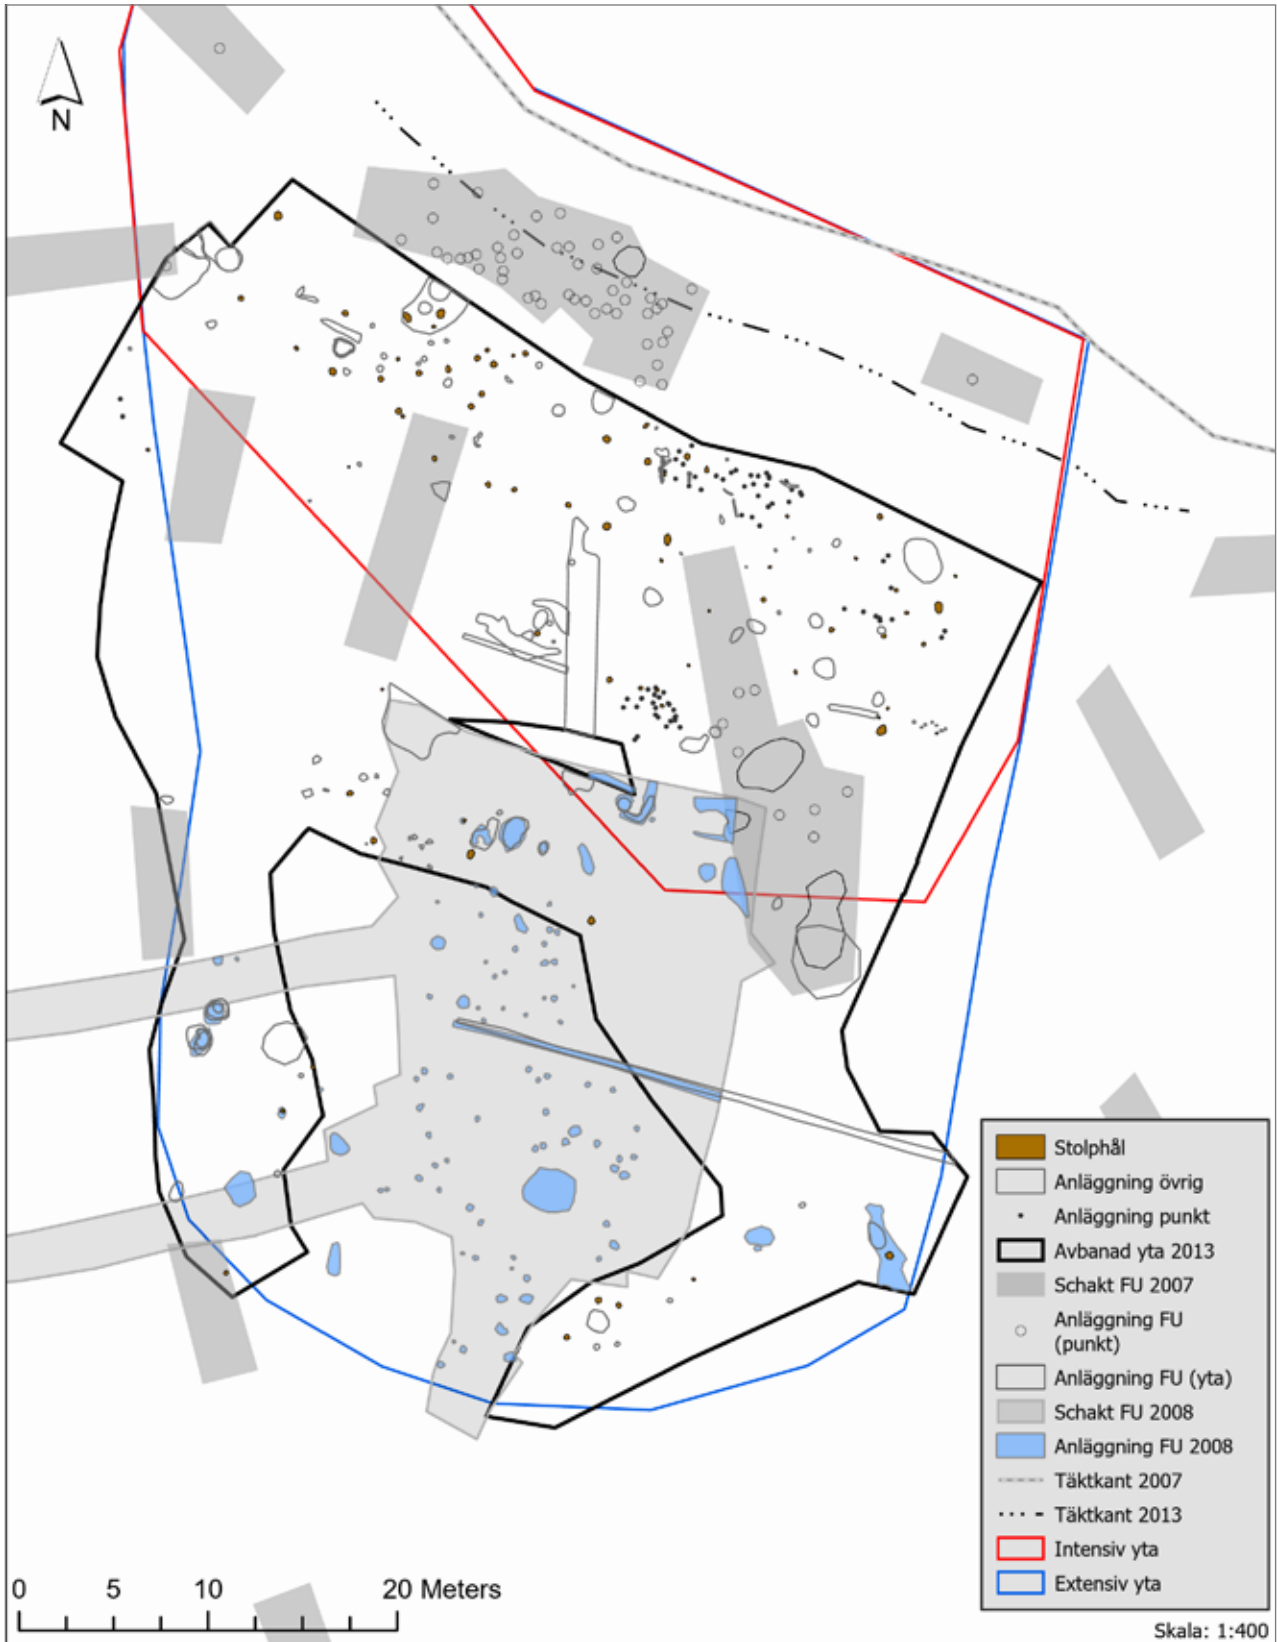 N
Stolphål
Anläggning övrig
Anläggning punkt
Avbanad yta 2013
Schakt FU 2007
Anläggning FU
(punkt)
Anläggning FU (yta)
Schakt FU 2008
Anläggning FU 2008
Täktkant 2007
Täktkant 2013
Intensiv yta
Extensiv yta
0 5 10 20 Meters
Skala: 1:400